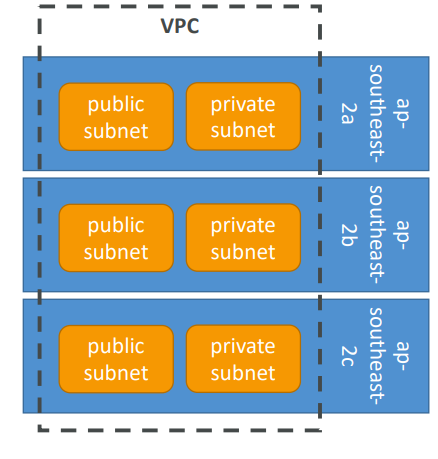 VPC
public
subnet
private
subnet
ap-
southeast-
2a
public
subnet
private
subnet
ap-
southeast-
2b
public
subnet
private
subnet
ap-
southeast-
2c